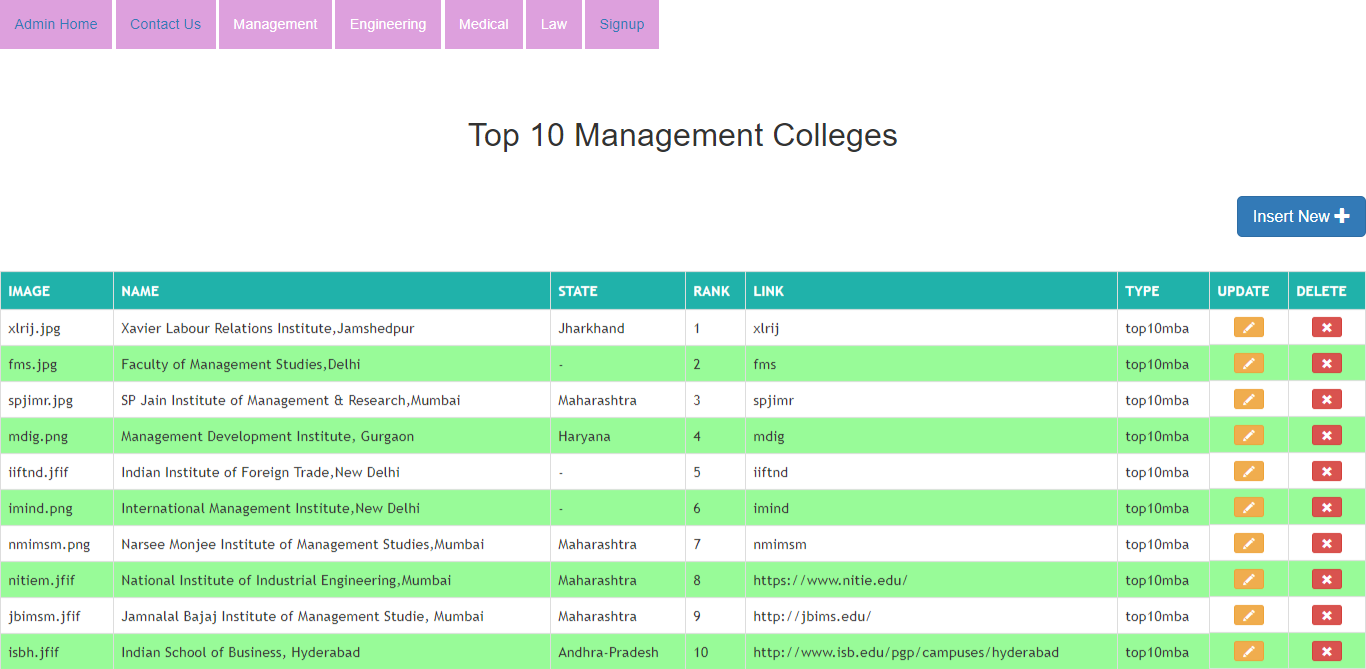 Admin Home Contact Us Management Engineering Medical Law Signup
Top 10 Management Colleges
Insert New
IMAGE NAME STATE RANK LINK TYPE UPDATE DELETE
xlrij.jpg Xavier Labour Relations Institute,Jamshedpur Jharkhand 1 xlrij top10mba
fms.jpg Faculty of Management Studies,Delhi - 2 fms top10mba
spjimr.jpg SP Jain Institute of Management & Research,Mumbai Maharashtra 3 spjimr top10mba
mdig.png Management Development Institute, Gurgaon Haryana 4 mdig top10mba
iiftnd.jfif Indian Institute of Foreign Trade,New Delhi - 5 iiftnd top10mba
imind.png International Management Institute,New Delhi - 6 imind top10mba
nmimsm.png Narsee Monjee Institute of Management Studies,Mumbai Maharashtra 7 nmimsm top10mba
nitiem.jfif National Institute of Industrial Engineering,Mumbai Maharashtra 8 https://www.nitie.edu/ top10mba
jbimsm.jfif Jamnalal Bajaj Institute of Management Studie, Mumbai Maharashtra 9 http://jbims.edu/ top10mba
isbh.jfif Indian School of Business, Hyderabad Andhra-Pradesh 10 http://www.isb.edu/pgp/campuses/hyderabad top10mba